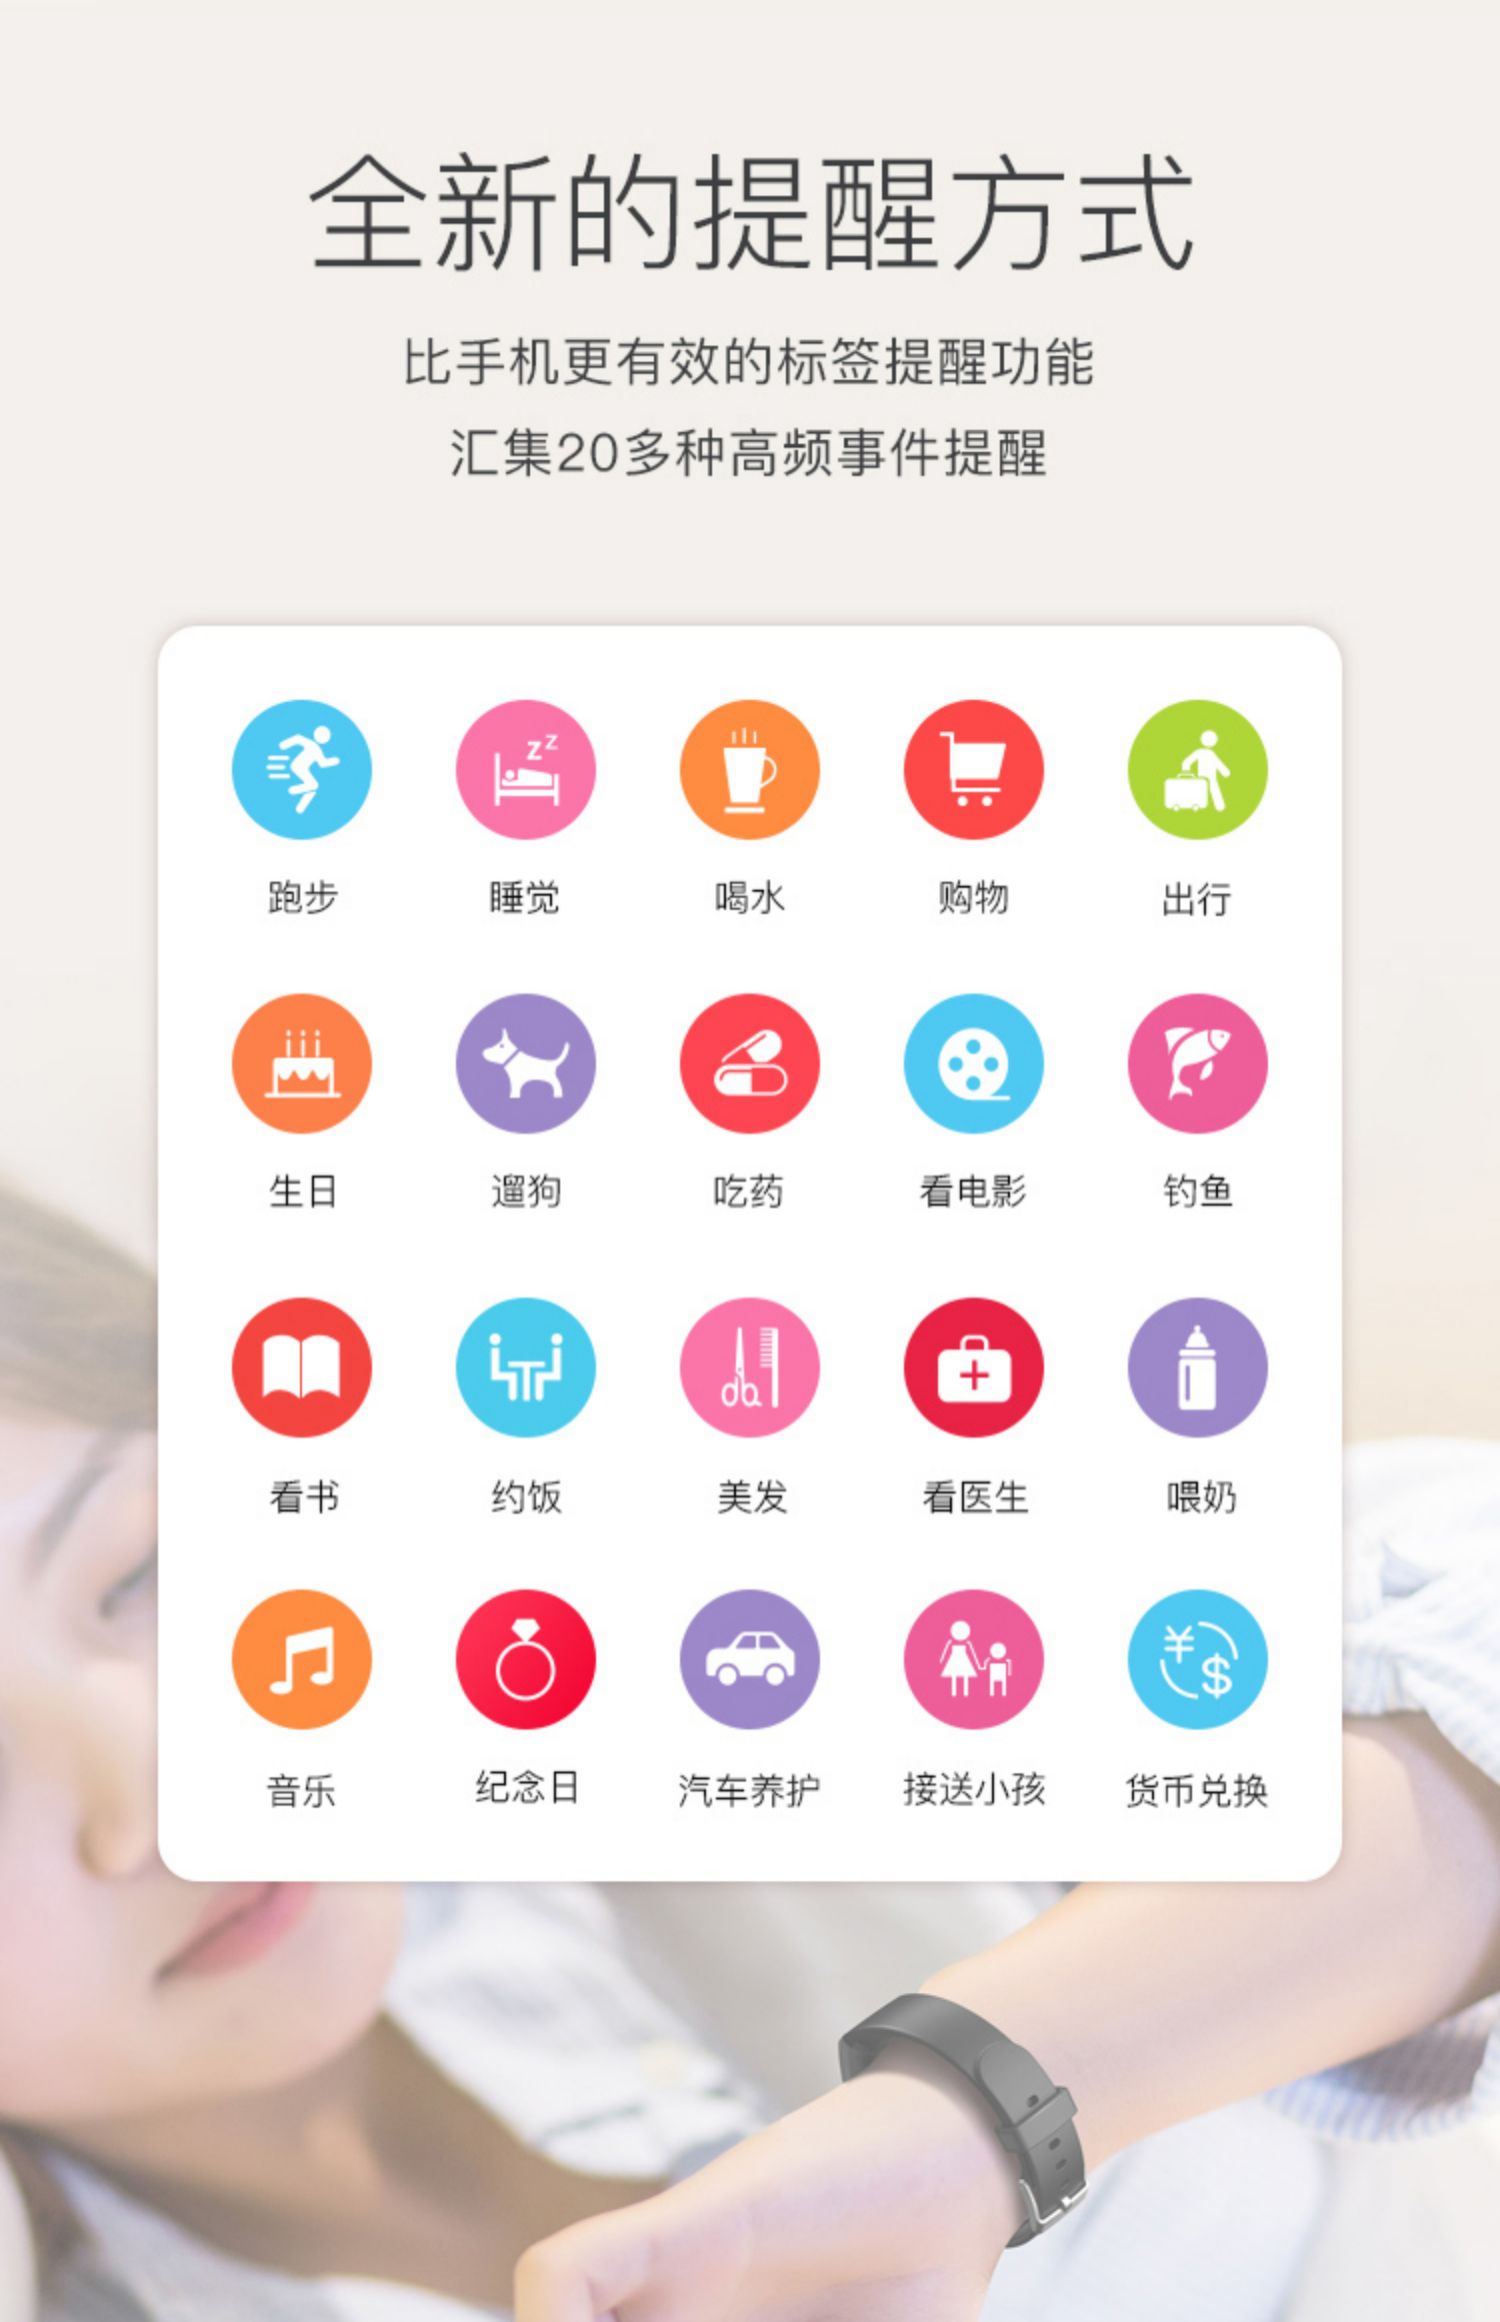 全新的提醒方式
比手机更有效的标签提醒功能
汇集20多种高频事件提醒
跑步 睡觉 喝水 购物 出行
生日 遛狗 吃药 看电影 钓鱼
看书 约饭 美发 看医生 喂奶
音乐 纪念日 汽车养护 接送小孩 货币兑换